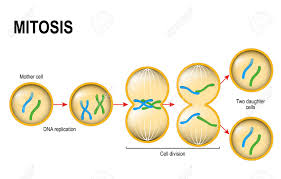 MITOSIS
Mother cell
DNA replication
Cell division
Two daughter
cells